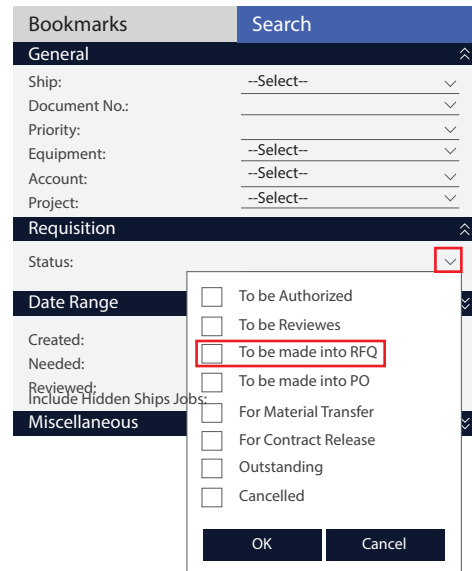 Bookmarks Search
General
Ship: --Select--
Document No.:
Priority:
Equipment: --Select--
Account: --Select--
Project: --Select--
Requisition
Status:
To be Authorized
Date Range
To be Reviewes
Created:
To be made into RFQ
Needed:
To be made into PO
Reviewed:
Include Hidden Ships Jobs:
For Material Transfer
Miscellaneous
For Contract Release
Outstanding
Cancelled
OK Cancel